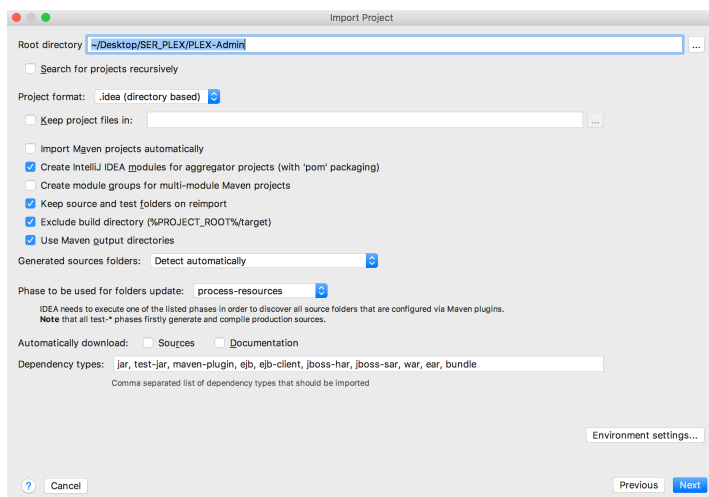 Import Project
Root directory ~/Desktop/SER_PLEX/PLEX-Admin ...
Search for projects recursively
Project format: .idea (directory based)
Keep project files in: ...
Import Maven projects automatically
Create IntelliJ IDEA modules for aggregator projects (with 'pom' packaging)
Create module groups for multi-module Maven projects
Keep source and test folders on reimport
Exclude build directory (%PROJECT_ROOT%/target)
Use Maven output directories
Generated sources folders: Detect automatically
Phase to be used for folders update: process-resources
IDEA needs to execute one of the listed phases in order to discover all source folders that are configured via Maven plugins.
Note that all test-* phases firstly generate and compile production sources.
Automatically download: Sources Documentation
Dependency types: jar, test-jar, maven-plugin, ejb, ejb-client, jboss-har, jboss-sar, war, ear, bundle
Comma separated list of dependency types that should be imported
Environment settings...
? Cancel Previous Next